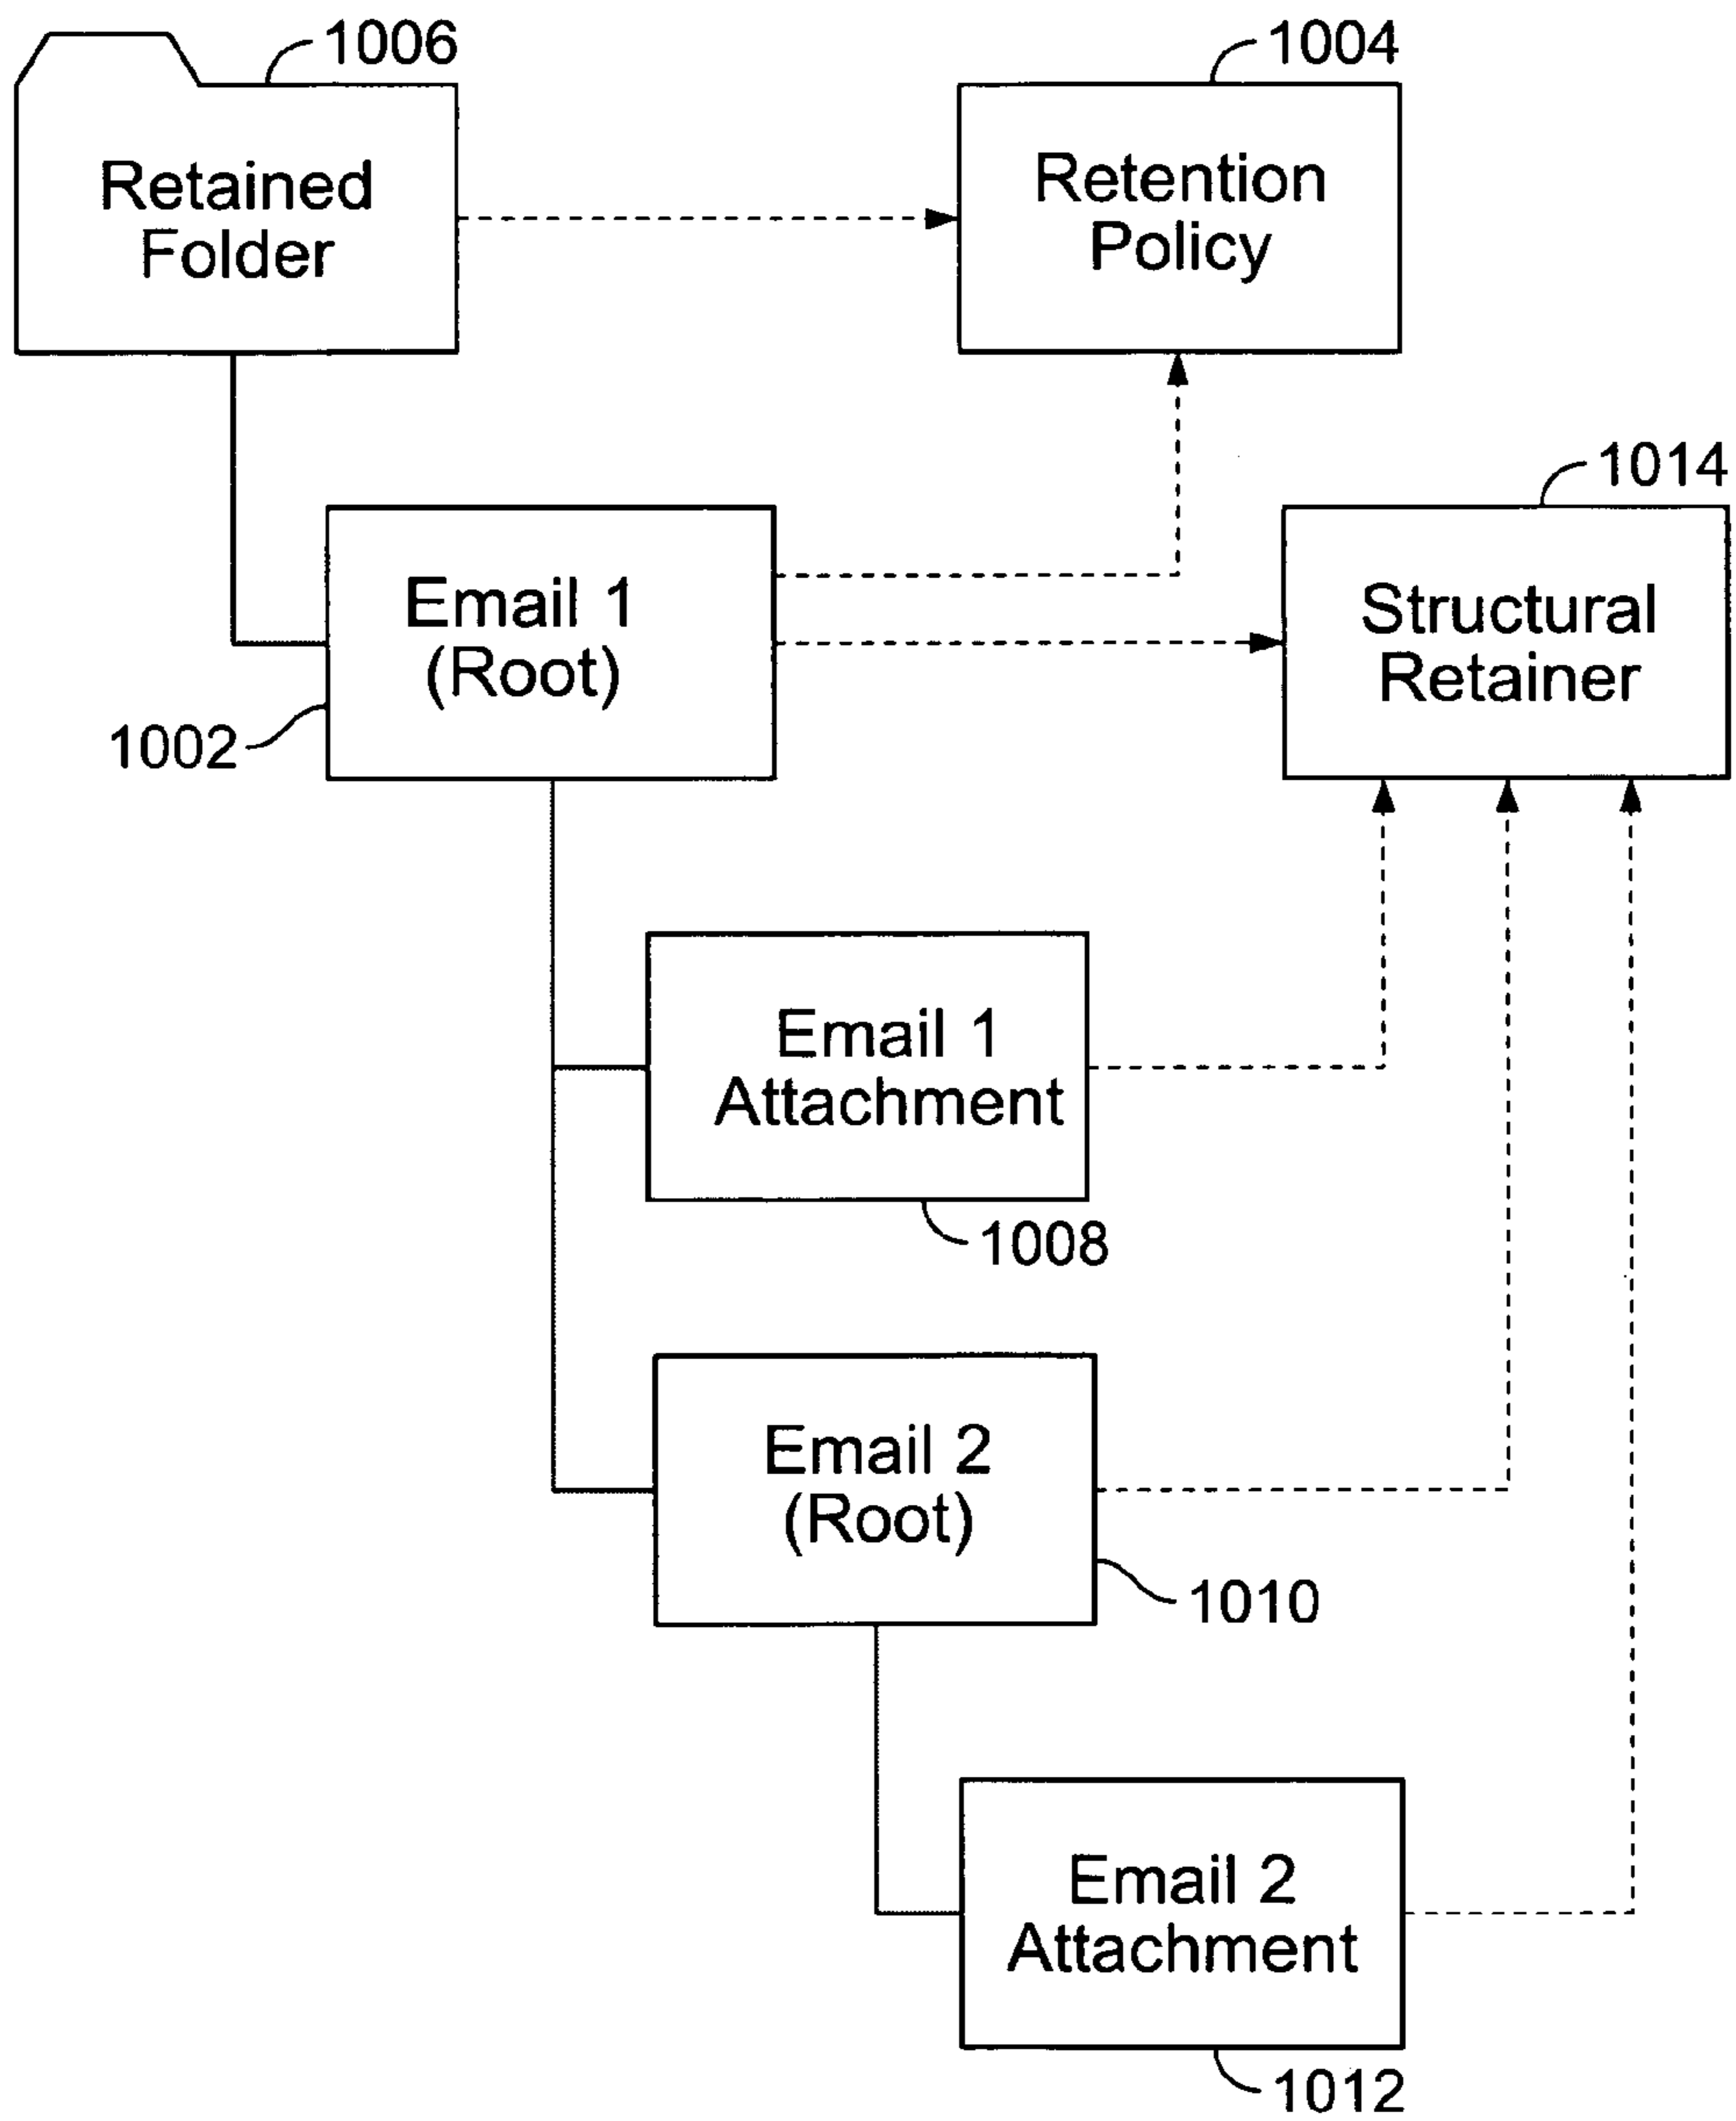 1006
1004
Retained
Folder
Retention
Policy
1014
Email 1
(Root)
Structural
Retainer
1002
Email 1
Attachment
1008
Email 2
(Root)
1010
Email 2
Attachment
1012